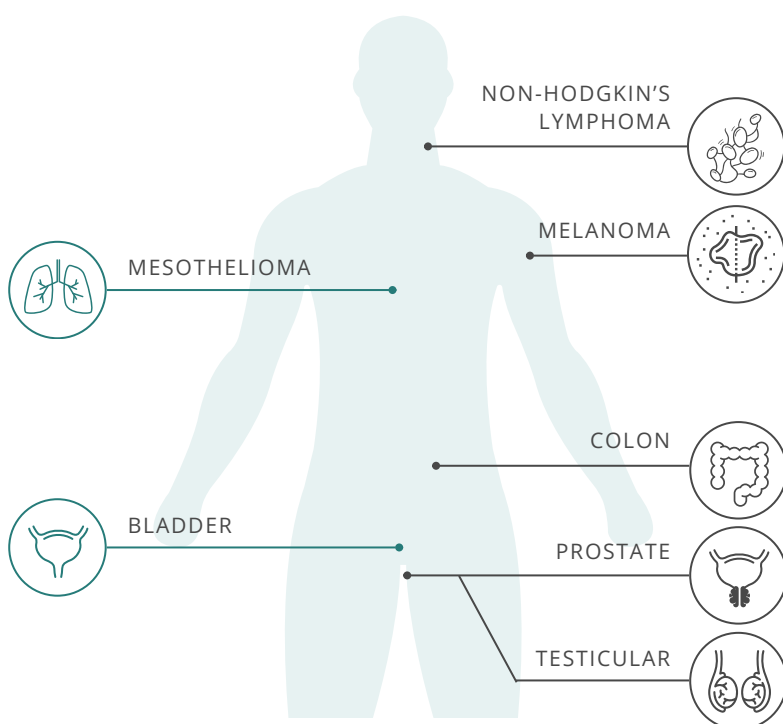 NON-HODGKIN'S
LYMPHOMA
MELANOMA
MESOTHELIOMA
COLON
BLADDER
PROSTATE
TESTICULAR